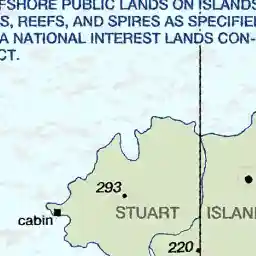 FSHORE PUBLIC LANDS ON ISLANDS
S, REEFS, AND SPIRES AS SPECIFIE
A NATIONAL INTEREST LANDS CON-
CT.
293
STUART ISLAN
cabin
220